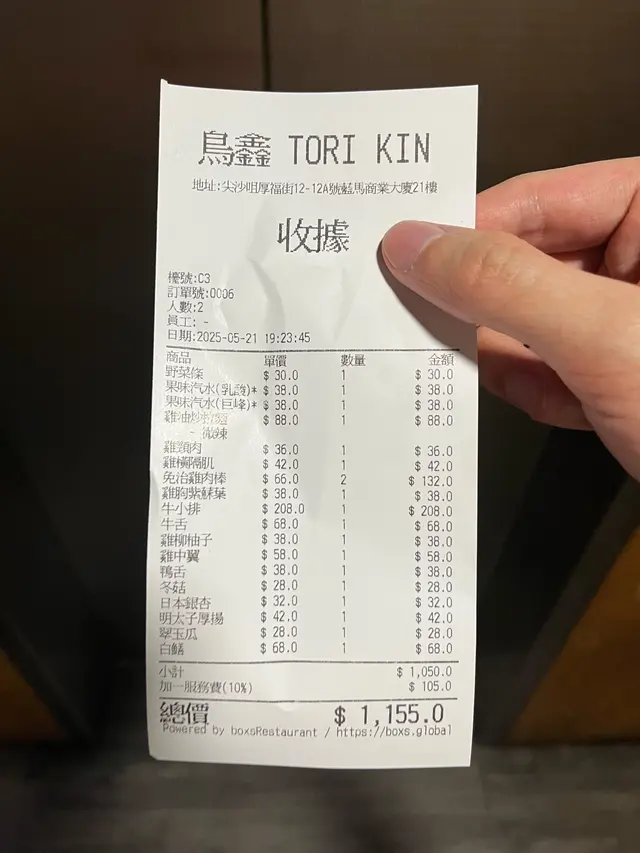 鳥鑫 TORI KIN
地址:尖沙咀厚福街12-12A號藍馬商業大廈21樓
收據
檯號:C3
訂單號:0006
人數:2
員工: -
日期:2025-05-21 19:23:45
商品 單價 數量 金額
野菜條 $ 30.0 1 $ 30.0
果味汽水(乳酸)* $ 38.0 1 $ 38.0
果味汽水(巨峰)* $ 38.0 1 $ 38.0
雞油炒 $ 88.0 1 $ 88.0
- 微辣
雞頸肉 $ 36.0 1 $ 36.0
雞橫隔肌 $ 42.0 1 $ 42.0
免治雞肉棒 $ 66.0 2 $ 132.0
雞胸紫蘇葉 $ 38.0 1 $ 38.0
牛小排 $ 208.0 1 $ 208.0
牛舌 $ 68.0 1 $ 68.0
雞柳柚子 $ 38.0 1 $ 38.0
雞中翼 $ 58.0 1 $ 58.0
鴨舌 $ 38.0 1 $ 38.0
冬菇 $ 28.0 1 $ 28.0
日本銀杏 $ 32.0 1 $ 32.0
明太子厚揚 $ 42.0 1 $ 42.0
翠玉瓜 $ 28.0 1 $ 28.0
白鱔 $ 68.0 1 $ 68.0
小計 $ 1,050.0
加一服務費(10%) $ 105.0
總價 $ 1,155.0
Powered by boxsRestaurant / https://boxs.global